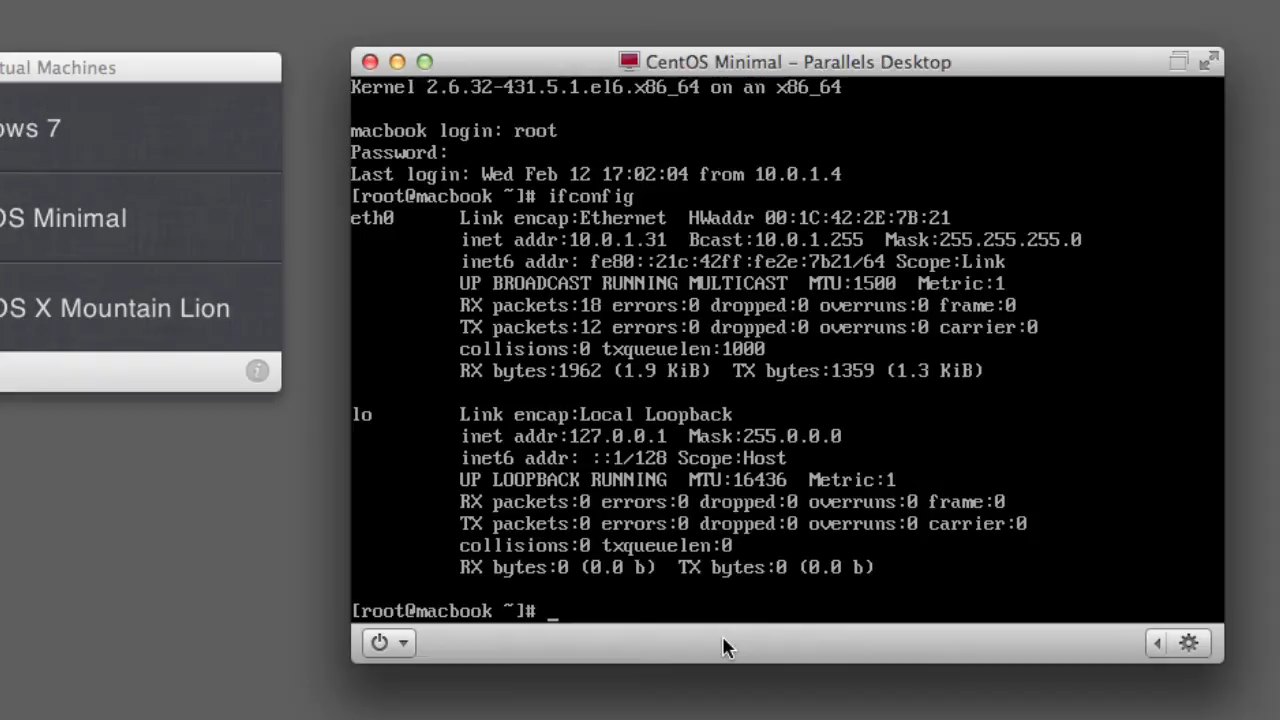 tual Machines
ows 7
OS Minimal
OS X Mountain Lion
CentOS Minimal - Parallels Desktop
Kernel 2.6.32-431.5.1.el6.x86_64 on an x86_64
macbook login: root
Password:
Last login: Wed Feb 12 17:02:04 from 10.0.1.4
[root@macbook ~]# ifconfig
eth0 Link encap:Ethernet HWaddr 00:1C:42:2E:7B:21
inet addr:10.0.1.31 Bcast:10.0.1.255 Mask:255.255.255.0
inet6 addr: fe80::21c:42ff:fe2e:7b21/64 Scope:Link
UP BROADCAST RUNNING MULTICAST MTU:1500 Metric:1
RX packets:18 errors:0 dropped:0 overruns:0 frame:0
TX packets:12 errors:0 dropped:0 overruns:0 carrier:0
collisions:0 txqueuelen:1000
RX bytes:1962 (1.9 KiB) TX bytes:1359 (1.3 KiB)
lo Link encap:Local Loopback
inet addr:127.0.0.1 Mask:255.0.0.0
inet6 addr: ::1/128 Scope:Host
UP LOOPBACK RUNNING MTU:16436 Metric:1
RX packets:0 errors:0 dropped:0 overruns:0 frame:0
TX packets:0 errors:0 dropped:0 overruns:0 carrier:0
collisions:0 txqueuelen:0
RX bytes:0 (0.0 b) TX bytes:0 (0.0 b)
[root@macbook ~]# _